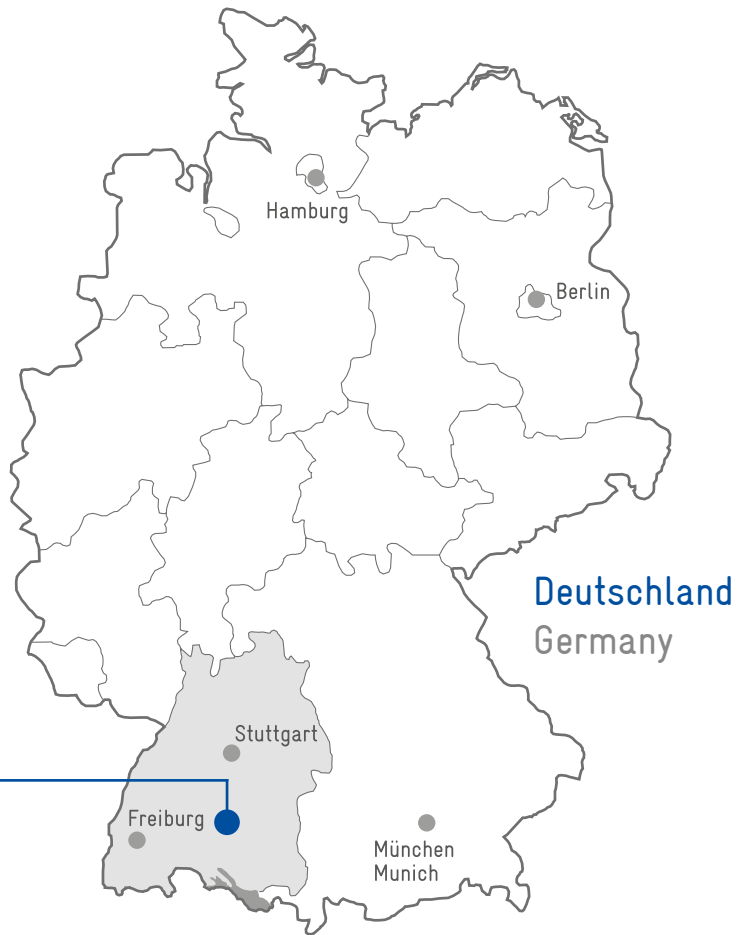 Hamburg
Berlin
Deutschland
Germany
Stuttgart
Freiburg
München
Munich